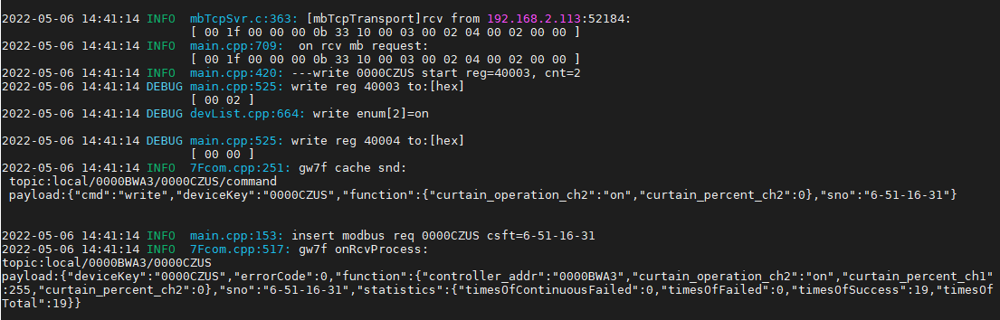 2022-05-06 14:41:14 INFO  mbTcpSvr.c:363: [mbTcpTransport]rcv from 192.168.2.113:52184:
[ 00 1f 00 00 00 0b 33 10 00 03 00 02 04 00 02 00 00 ]
2022-05-06 14:41:14 INFO  main.cpp:709:  on rcv mb request:
[ 00 1f 00 00 00 0b 33 10 00 03 00 02 04 00 02 00 00 ]
2022-05-06 14:41:14 INFO  main.cpp:420: ---write 0000CZUS start reg=40003, cnt=2
2022-05-06 14:41:14 DEBUG main.cpp:525: write reg 40003 to:[hex]
[ 00 02 ]
2022-05-06 14:41:14 DEBUG devList.cpp:664: write enum[2]=on
2022-05-06 14:41:14 DEBUG main.cpp:525: write reg 40004 to:[hex]
[ 00 00 ]
2022-05-06 14:41:14 INFO  7Fcom.cpp:251: gw7f cache snd:
topic:local/0000BWA3/0000CZUS/command
payload:{"cmd":"write","deviceKey":"0000CZUS","function":{"curtain_operation_ch2":"on","curtain_percent_ch2":0},"sno":"6-51-16-31"}
2022-05-06 14:41:14 INFO  main.cpp:153: insert modbus req 0000CZUS csft=6-51-16-31
2022-05-06 14:41:14 INFO  7Fcom.cpp:517: gw7f onRcvProcess:
topic:local/0000BWA3/0000CZUS
payload:{"deviceKey":"0000CZUS","errorCode":0,"function":{"controller_addr":"0000BWA3","curtain_operation_ch2":"on","curtain_percent_ch1"
:255,"curtain_percent_ch2":0},"sno":"6-51-16-31","statistics":{"timesOfContinuousFailed":0,"timesOfFailed":0,"timesOfSuccess":19,"timesOf
Total":19}}